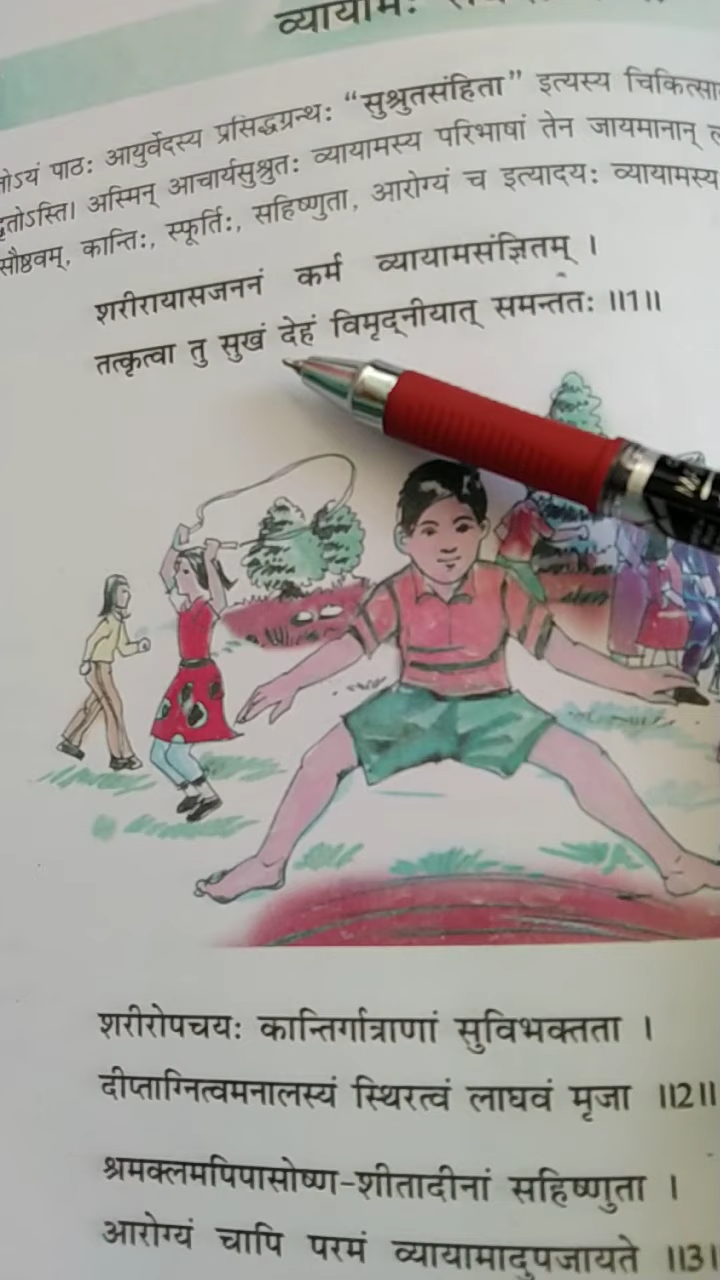 व्यायामः
पाठः आयुर्वेदस्य प्रसिद्धग्रन्थः “सुश्रुतसंहिता” इत्यस्य
अस्मिन् आचार्यसुश्रुतः व्यायामस्य परिभाषां तेन जायमानान्
सौष्ठवम्, कान्तिः, स्फूर्तिः, सहिष्णुता, आरोग्यं च इत्यादयः व्यायामस्य
शरीरायासजननं कर्म व्यायामसंज्ञितम् ।
तत्कृत्वा तु सुखं देहं विमृद्नीयात् समन्ततः ॥1॥
शरीरोपचयः कान्तिर्गात्राणां सुविभक्तता ।
दीप्ताग्नित्वमनालस्यं स्थिरत्वं लाघवं मृजा ॥2॥
श्रमक्लमपिपासोष्ण-शीतादीनां सहिष्णुता ।
आरोग्यं चापि परमं व्यायामादुपजायते ॥3।